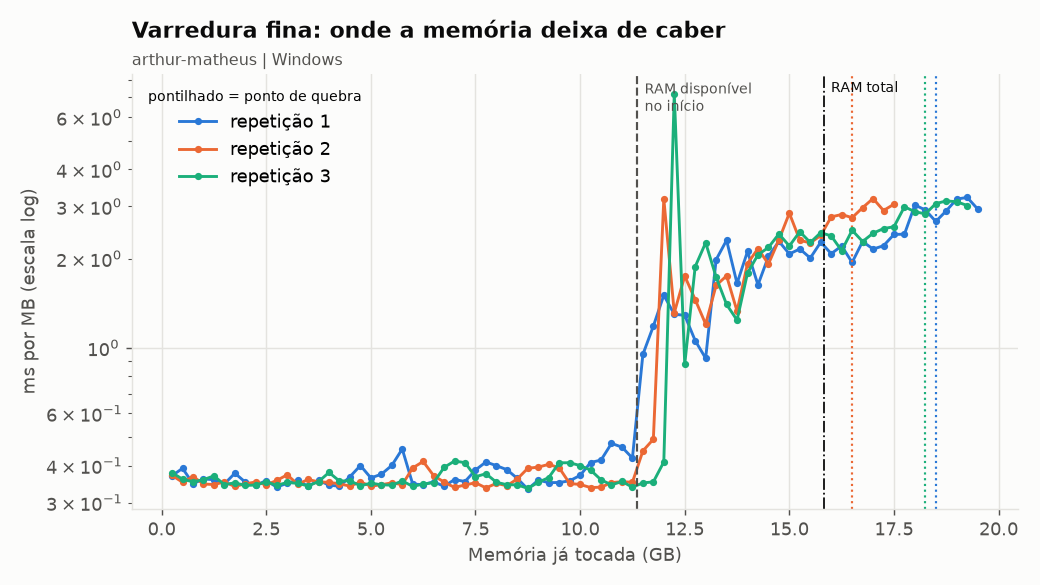 Varredura fina: onde a memória deixa de caber
arthur-matheus | Windows
pontilhado = ponto de quebra
repetição 1
repetição 2
repetição 3
RAM disponível
no início
RAM total
6 × 10⁰
4 × 10⁰
3 × 10⁰
2 × 10⁰
10⁰
6 × 10⁻¹
4 × 10⁻¹
3 × 10⁻¹
ms por MB (escala log)
0.0 2.5 5.0 7.5 10.0 12.5 15.0 17.5 20.0
Memória já tocada (GB)